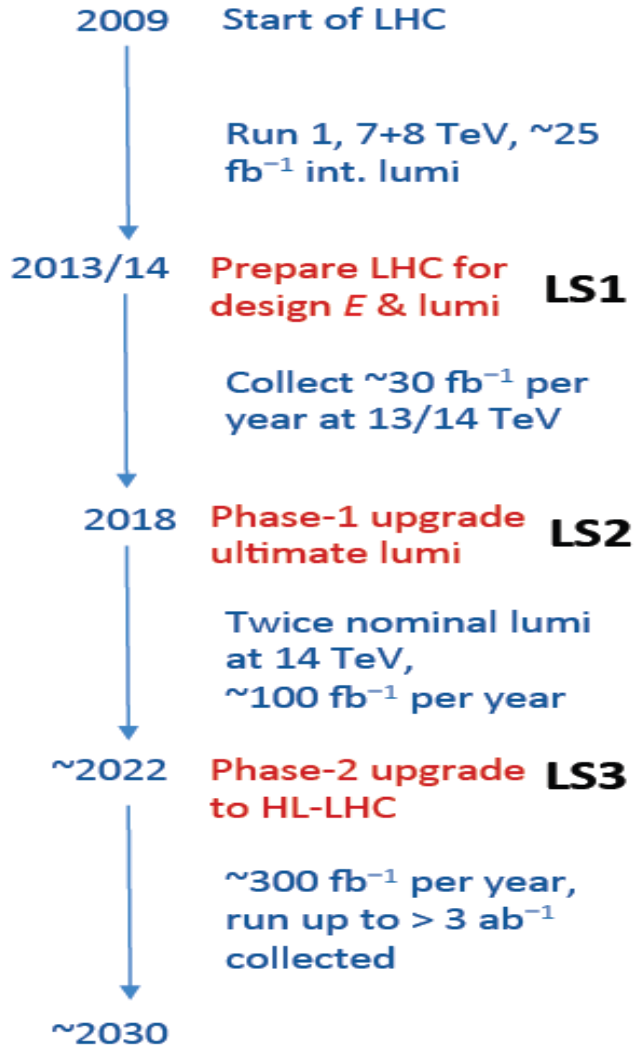 2009 Start of LHC
Run 1, 7+8 TeV, ~25
fb⁻¹ int. lumi
2013/14 Prepare LHC for
design E & lumi LS1
Collect ~30 fb⁻¹ per
year at 13/14 TeV
2018 Phase-1 upgrade
ultimate lumi LS2
Twice nominal lumi
at 14 TeV,
~100 fb⁻¹ per year
~2022 Phase-2 upgrade LS3
to HL-LHC
~300 fb⁻¹ per year,
run up to > 3 ab⁻¹
collected
~2030